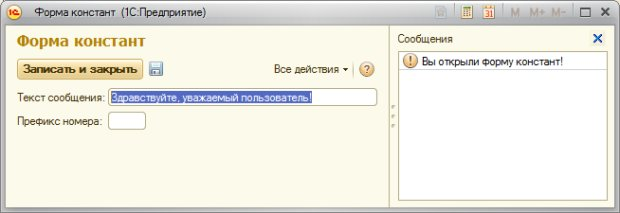 Форма констант (1С:Предприятие)
31 M M+ M-
Форма констант
Записать и закрыть
Все действия
?
Текст сообщения: Здравствуйте, уважаемый пользователь!
Префикс номера:
Сообщения
Вы открыли форму констант!